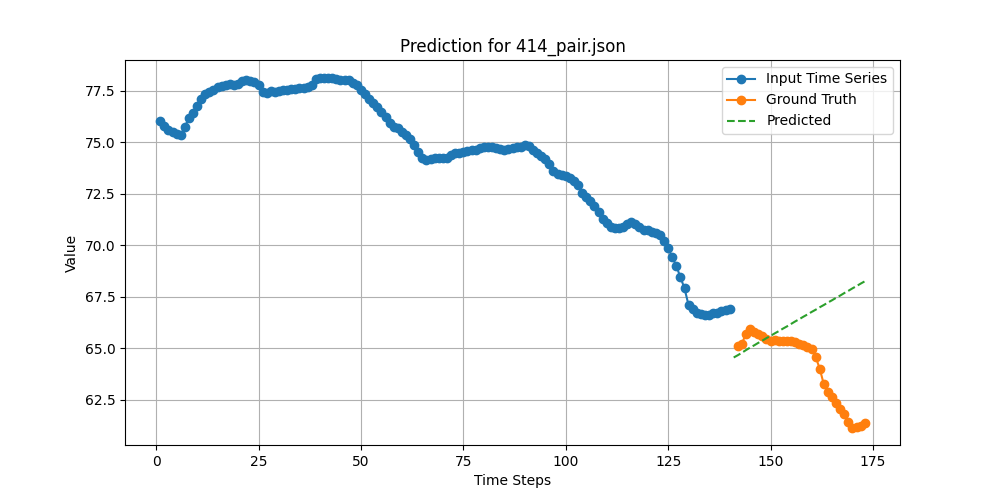 Prediction for 414_pair.json
Input Time Series
Ground Truth
Predicted
Value
77.5
75.0
72.5
70.0
67.5
65.0
62.5
0 25 50 75 100 125 150 175
Time Steps